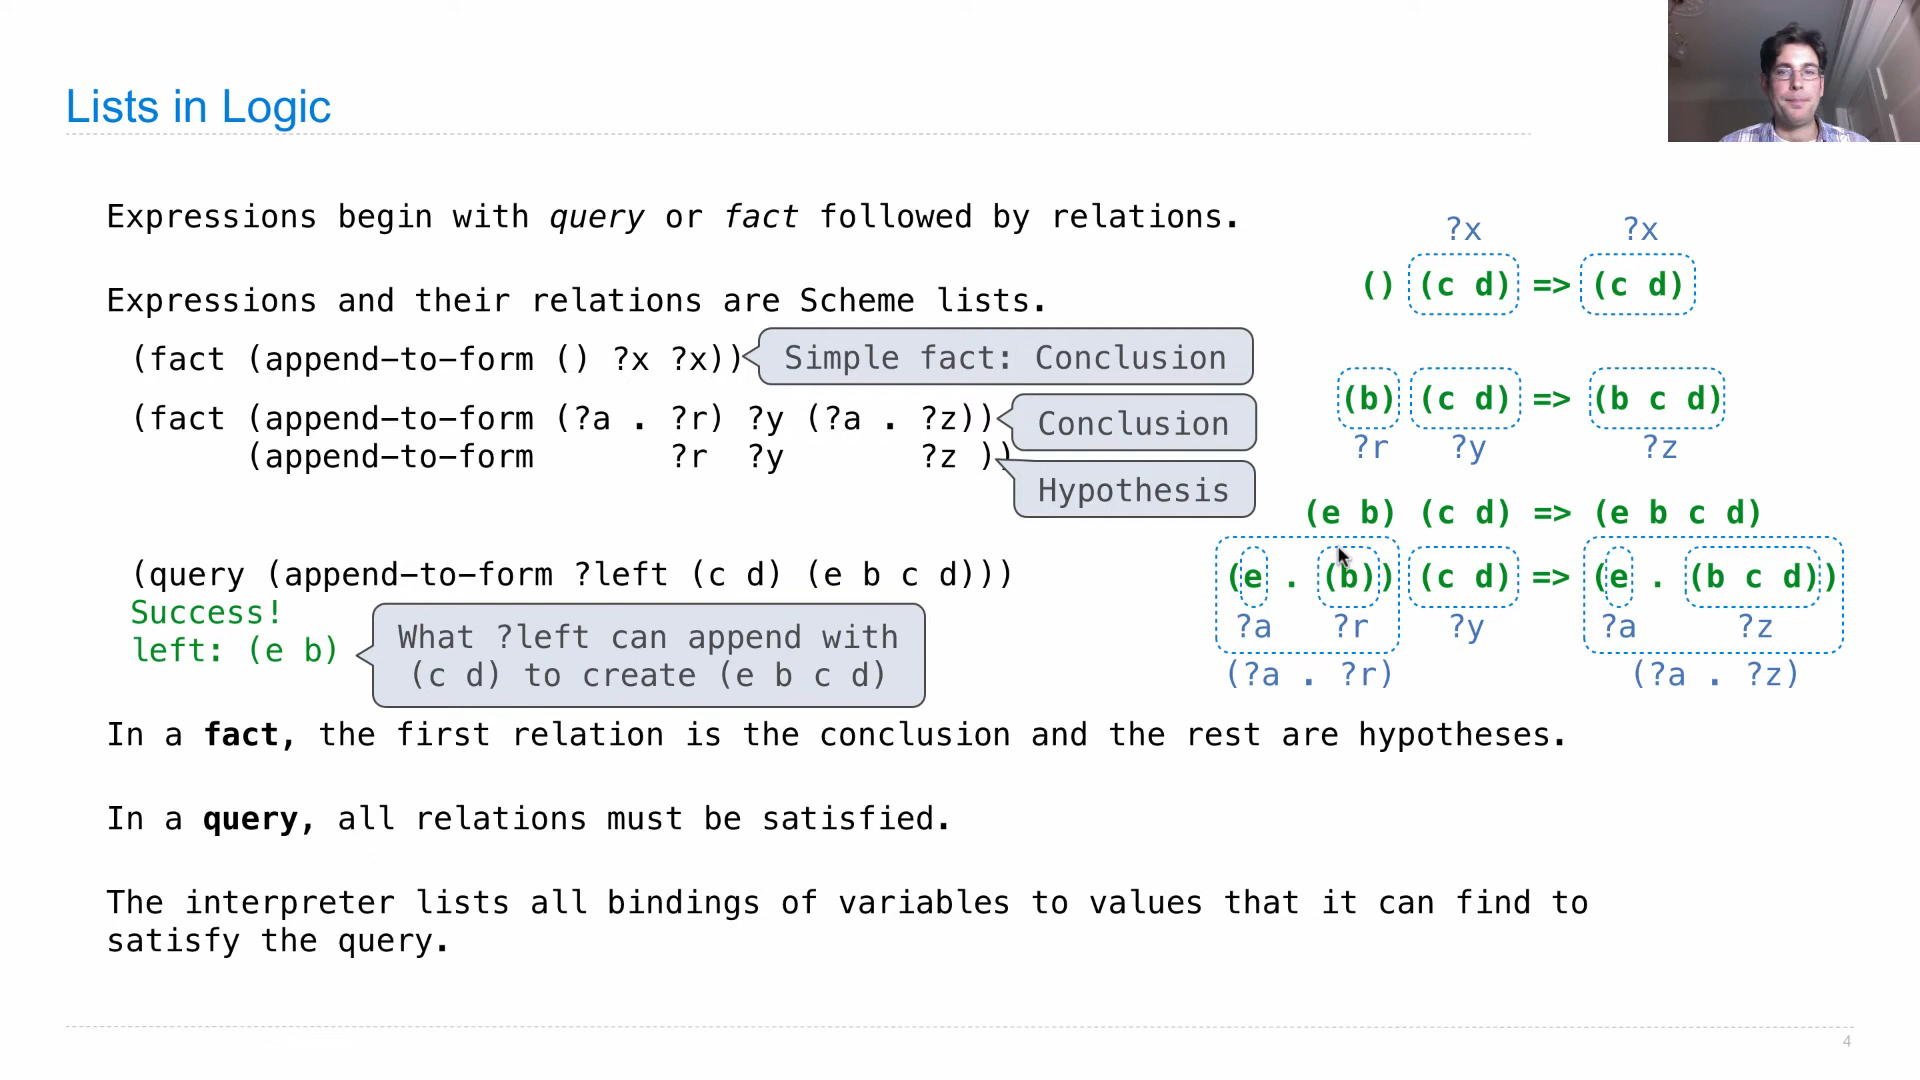 Lists in Logic
Expressions begin with query or fact followed by relations.
Expressions and their relations are Scheme lists.
(fact (append-to-form () ?x ?x))
Simple fact: Conclusion
(fact (append-to-form (?a . ?r) ?y (?a . ?z))
Conclusion
(append-to-form ?r ?y ?z ))
Hypothesis
(query (append-to-form ?left (c d) (e b c d)))
Success!
left: (e b)
What ?left can append with
(c d) to create (e b c d)
?x ?x
() (c d) => (c d)
(b) (c d) => (b c d)
?r ?y ?z
(e b) (c d) => (e b c d)
(e . (b)) (c d) => (e . (b c d))
?a ?r ?y ?a ?z
(?a . ?r) (?a . ?z)
In a fact, the first relation is the conclusion and the rest are hypotheses.
In a query, all relations must be satisfied.
The interpreter lists all bindings of variables to values that it can find to
satisfy the query.
4